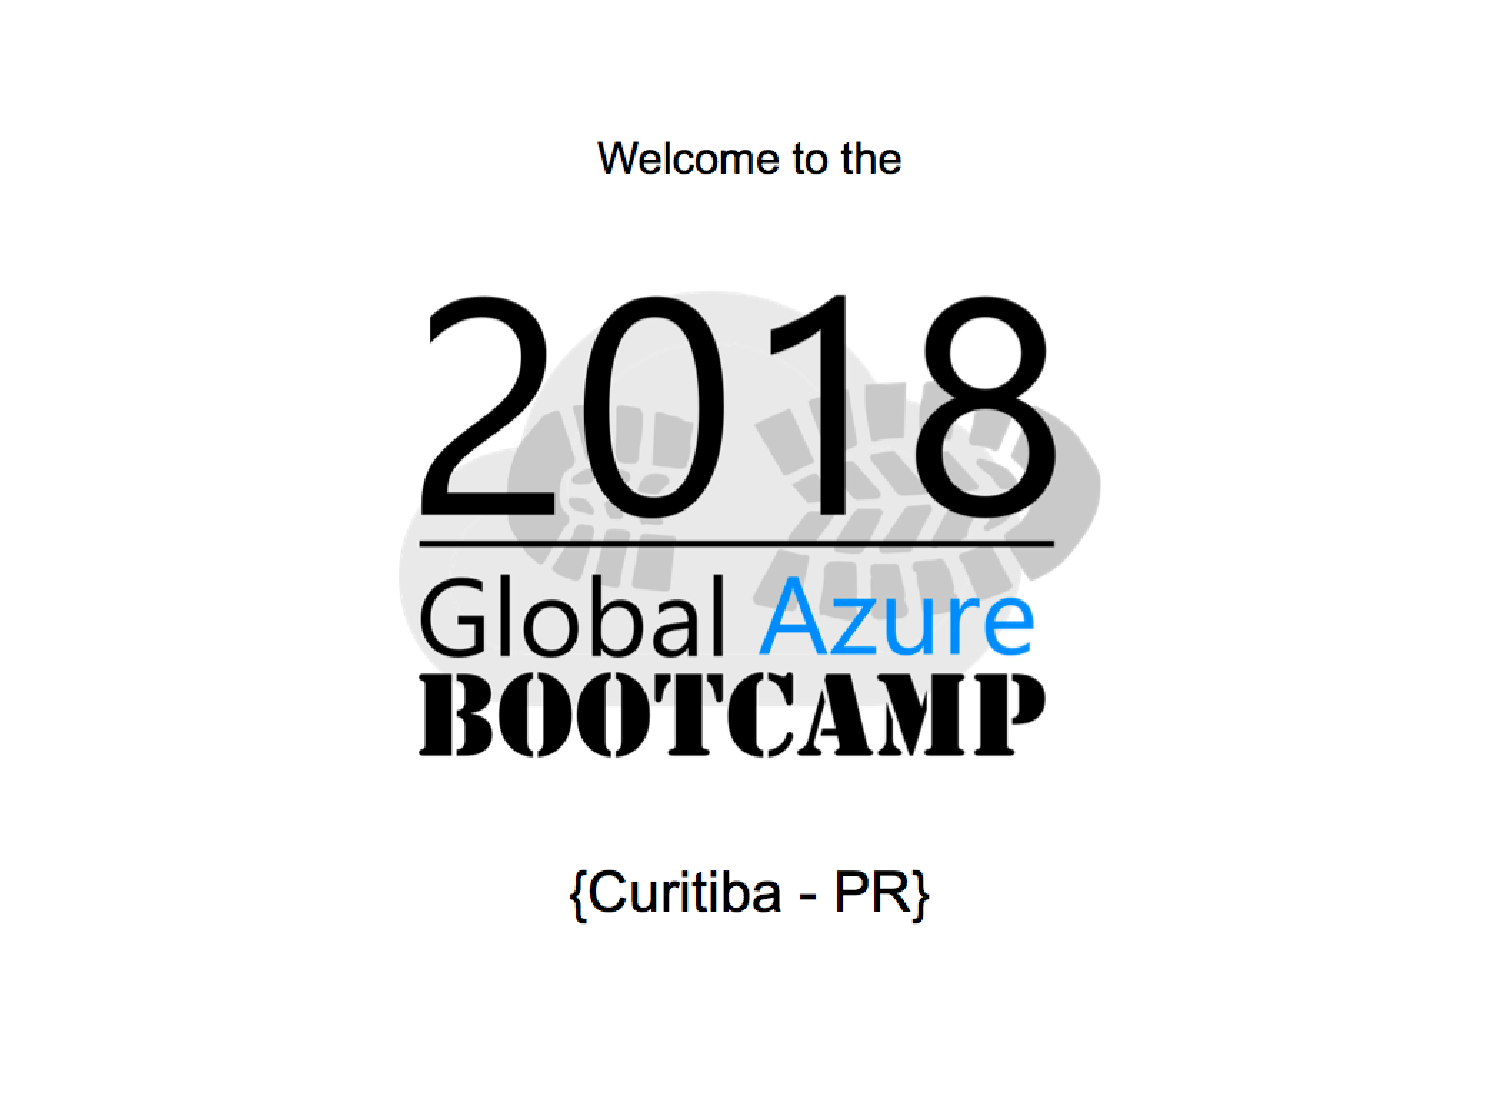 Welcome to the
2018
Global Azure
BOOTCAMP
{Curitiba - PR}